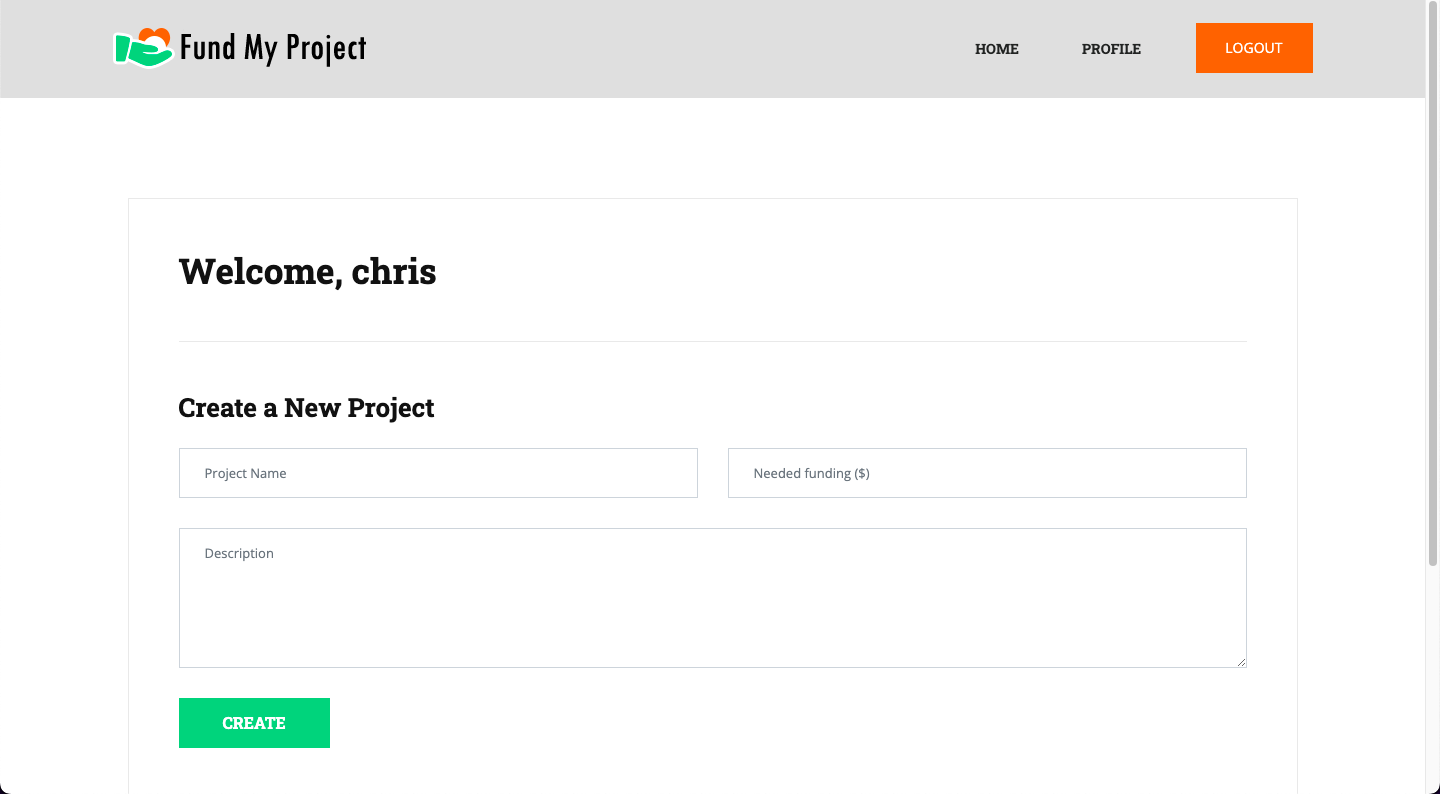 Fund My Project
HOME
PROFILE
LOGOUT
Welcome, chris
Create a New Project
Project Name
Needed funding ($)
Description
CREATE